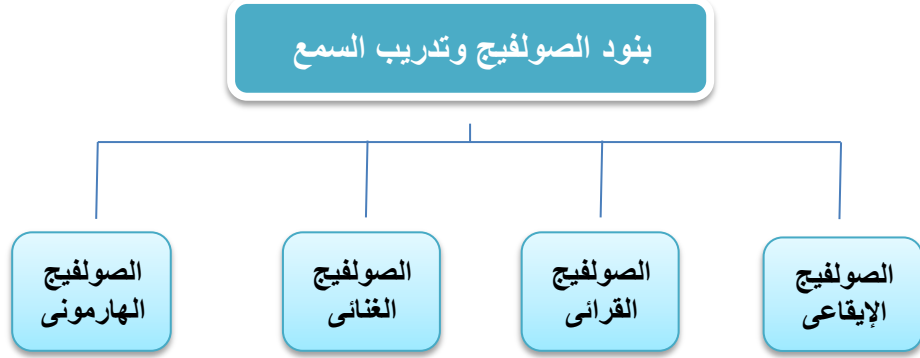 بنود الصولفيج وتدريب السمع
الصولفيج
الإيقاعى
الصولفيج
القرائى
الصولفيج
الغنائى
الصولفيج
الهارمونى